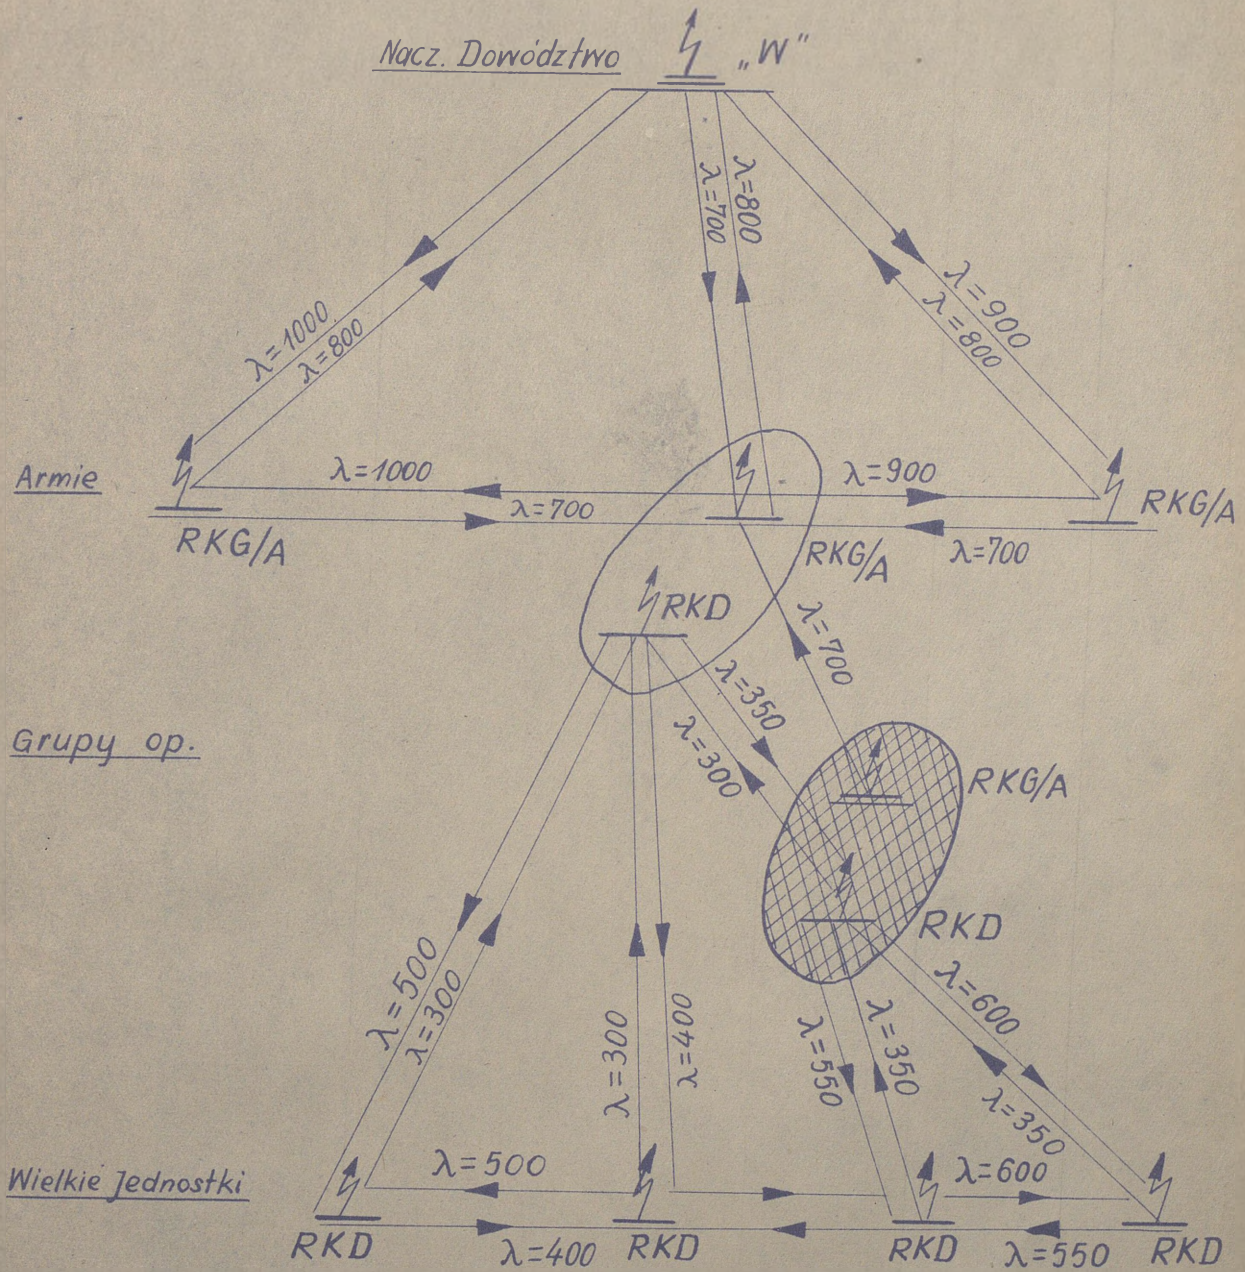 Nacz. Dowództwo
„W”
λ=700
λ=800
λ=1000
λ=800
λ=900
λ=800
Armie
λ=1000
λ=900
λ=700
λ=700
RKG/A
RKG/A
RKG/A
RKD
λ=700
λ=350
λ=300
Grupy op.
RKG/A
RKD
λ=500
λ=300
λ=300
λ=400
λ=550
λ=350
λ=600
λ=350
Wielkie Jednostki
λ=500
λ=600
RKD
λ=400
RKD
RKD
λ=550
RKD